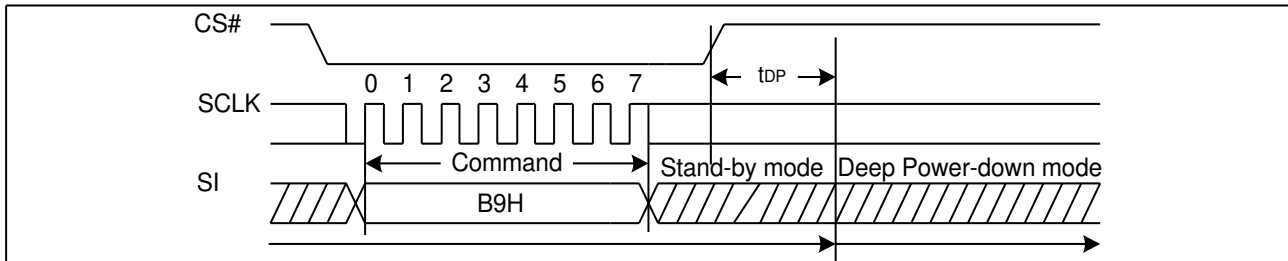 CS#
tDP
0 1 2 3 4 5 6 7
SCLK
Command
Stand-by mode Deep Power-down mode
SI
B9H